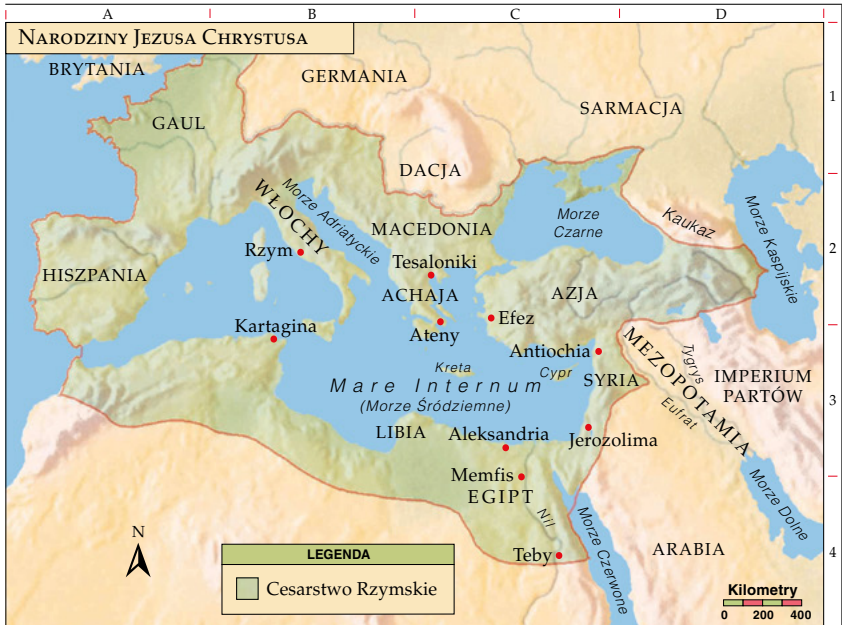 A B C D
NARODZINY JEZUSA CHRYSTUSA
BRYTANIA
GERMANIA
1
SARMACJA
GAUL
DACJA
WŁOCHY
Morze Adriatyckie
MACEDONIA
Morze
Czarne
Kaukaz
Morze Kaspijskie
2
Rzym
Tesaloniki
HISZPANIA
ACHAJA
AZJA
Efez
Kartagina
Ateny
Antiochia
MEZOPOTAMIA
Tygrys
Kreta
Cypr
SYRIA
IMPERIUM
PARTÓW
3
Mare Internum
(Morze Śródziemne)
Eufrat
LIBIA
Aleksandria
Jerozolima
Memfis
EGIPT
Nil
Morze Czerwone
Morze Dolne
N
LEGENDA
Teby
ARABIA
4
Cesarstwo Rzymskie
Kilometry
0 200 400